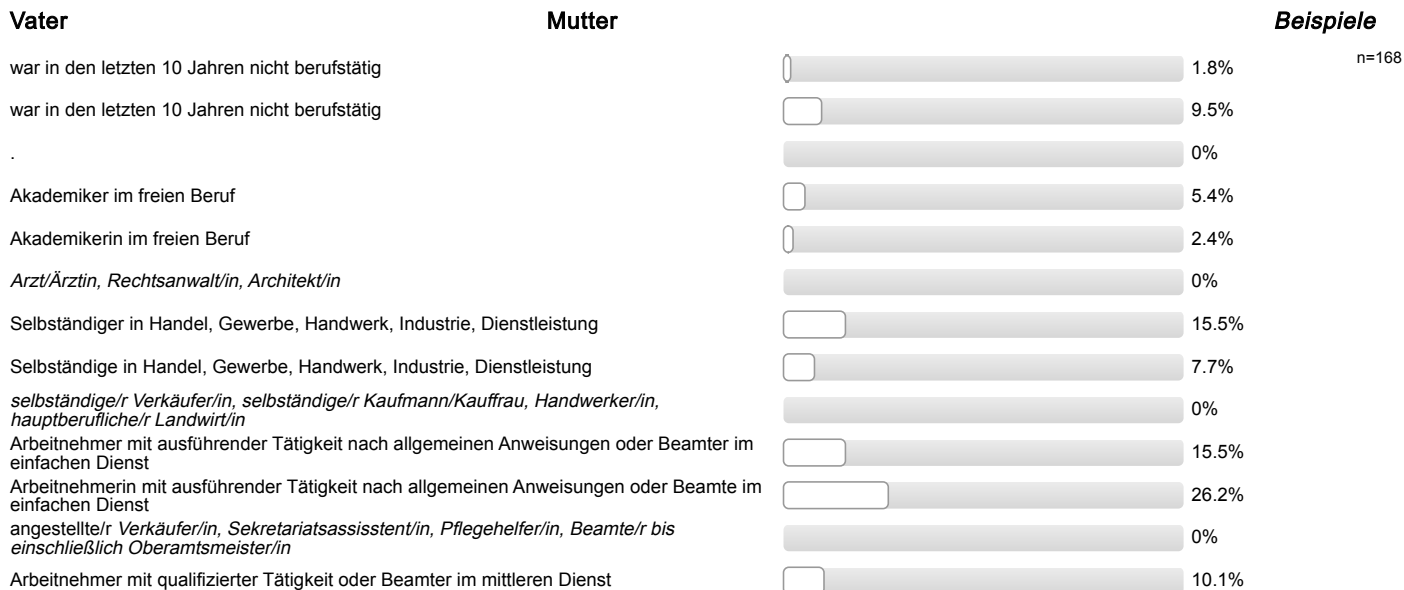 Vater Mutter Beispiele
n=168
war in den letzten 10 Jahren nicht berufstätig 1.8%
war in den letzten 10 Jahren nicht berufstätig 9.5%
. 0%
Akademiker im freien Beruf 5.4%
Akademikerin im freien Beruf 2.4%
Arzt/Ärztin, Rechtsanwalt/in, Architekt/in 0%
Selbständiger in Handel, Gewerbe, Handwerk, Industrie, Dienstleistung 15.5%
Selbständige in Handel, Gewerbe, Handwerk, Industrie, Dienstleistung 7.7%
selbständige/r Verkäufer/in, selbständige/r Kaufmann/Kauffrau, Handwerker/in,
hauptberufliche/r Landwirt/in 0%
Arbeitnehmer mit ausführender Tätigkeit nach allgemeinen Anweisungen oder Beamter im
einfachen Dienst 15.5%
Arbeitnehmerin mit ausführender Tätigkeit nach allgemeinen Anweisungen oder Beamte im
einfachen Dienst 26.2%
angestellte/r Verkäufer/in, Sekretariatsassisstent/in, Pflegehelfer/in, Beamte/r bis
einschließlich Oberamtsmeister/in 0%
Arbeitnehmer mit qualifizierter Tätigkeit oder Beamter im mittleren Dienst 10.1%